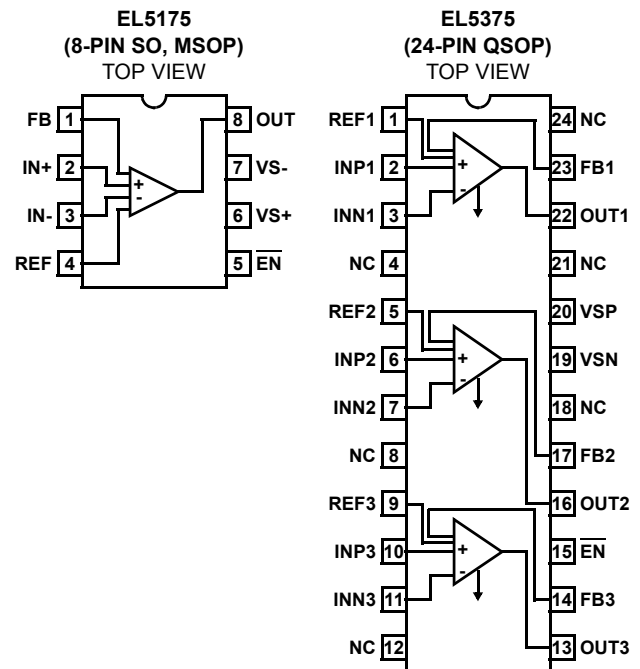 EL5175
(8-PIN SO, MSOP)
TOP VIEW
FB 1
8 OUT
IN+ 2
7 VS-
IN- 3
6 VS+
REF 4
5 EN
+
-
EL5375
(24-PIN QSOP)
TOP VIEW
REF1 1
24 NC
INP1 2
23 FB1
INN1 3
22 OUT1
NC 4
21 NC
REF2 5
20 VSP
INP2 6
19 VSN
INN2 7
18 NC
NC 8
17 FB2
REF3 9
16 OUT2
INP3 10
15 EN
INN3 11
14 FB3
NC 12
13 OUT3
+
-
+
-
+
-